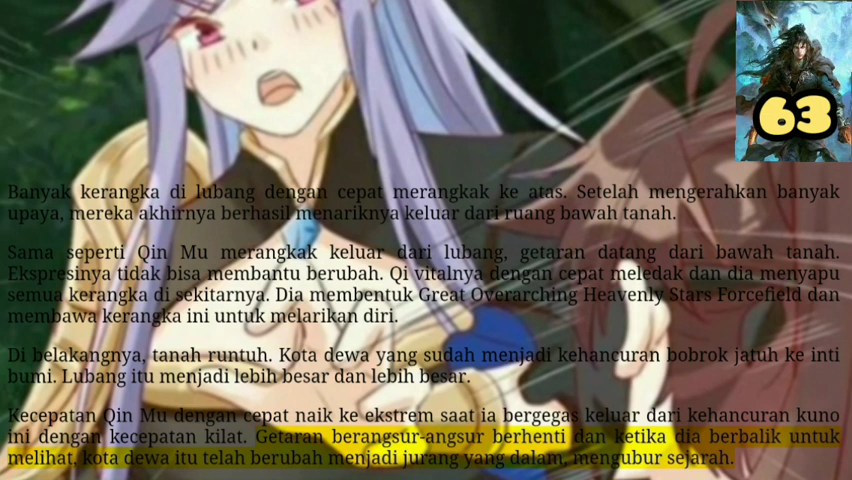 63
Banyak kerangka di lubang dengan cepat merangkak ke atas. Setelah mengerahkan banyak
upaya, mereka akhirnya berhasil menariknya keluar dari ruang bawah tanah.
Sama seperti Qin Mu merangkak keluar dari lubang, getaran datang dari bawah tanah.
Ekspresinya tidak bisa membantu berubah. Qi vitalnya dengan cepat meledak dan dia menyapu
semua kerangka di sekitarnya. Dia membentuk Great Overarching Heavenly Stars Forcefield dan
membawa kerangka ini untuk melarikan diri.
Di belakangnya, tanah runtuh. Kota dewa yang sudah menjadi kehancuran bobrok jatuh ke inti
bumi. Lubang itu menjadi lebih besar dan lebih besar.
Kecepatan Qin Mu dengan cepat naik ke ekstrem saat ia bergegas keluar dari kehancuran kuno
ini dengan kecepatan kilat. Getaran berangsur-angsur berhenti dan ketika dia berbalik untuk
melihat, kota dewa itu telah berubah menjadi jurang yang dalam, mengubur sejarah.